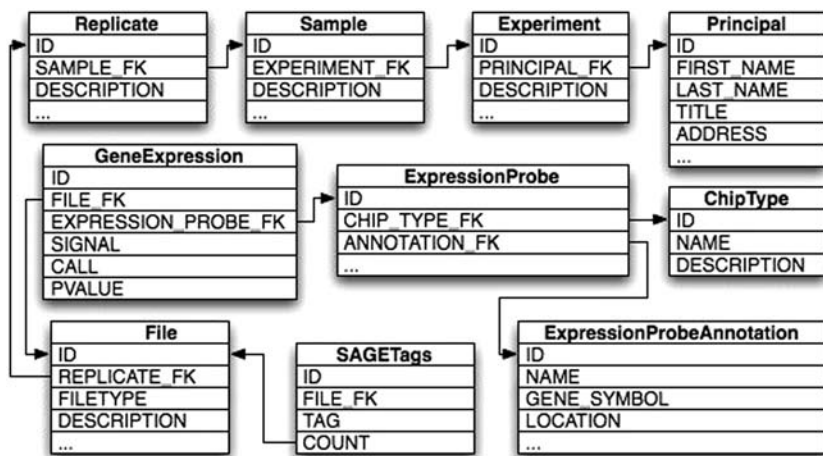 Replicate
ID
SAMPLE_FK
DESCRIPTION
...
Sample
ID
EXPERIMENT_FK
DESCRIPTION
...
Experiment
ID
PRINCIPAL_FK
DESCRIPTION
...
Principal
ID
FIRST_NAME
LAST_NAME
TITLE
ADDRESS
...
GeneExpression
ID
FILE_FK
EXPRESSION_PROBE_FK
SIGNAL
CALL
PVALUE
ExpressionProbe
ID
CHIP_TYPE_FK
ANNOTATION_FK
...
ChipType
ID
NAME
DESCRIPTION
File
ID
REPLICATE_FK
FILETYPE
DESCRIPTION
...
SAGETags
ID
FILE_FK
TAG
COUNT
ExpressionProbeAnnotation
ID
NAME
GENE_SYMBOL
LOCATION
...